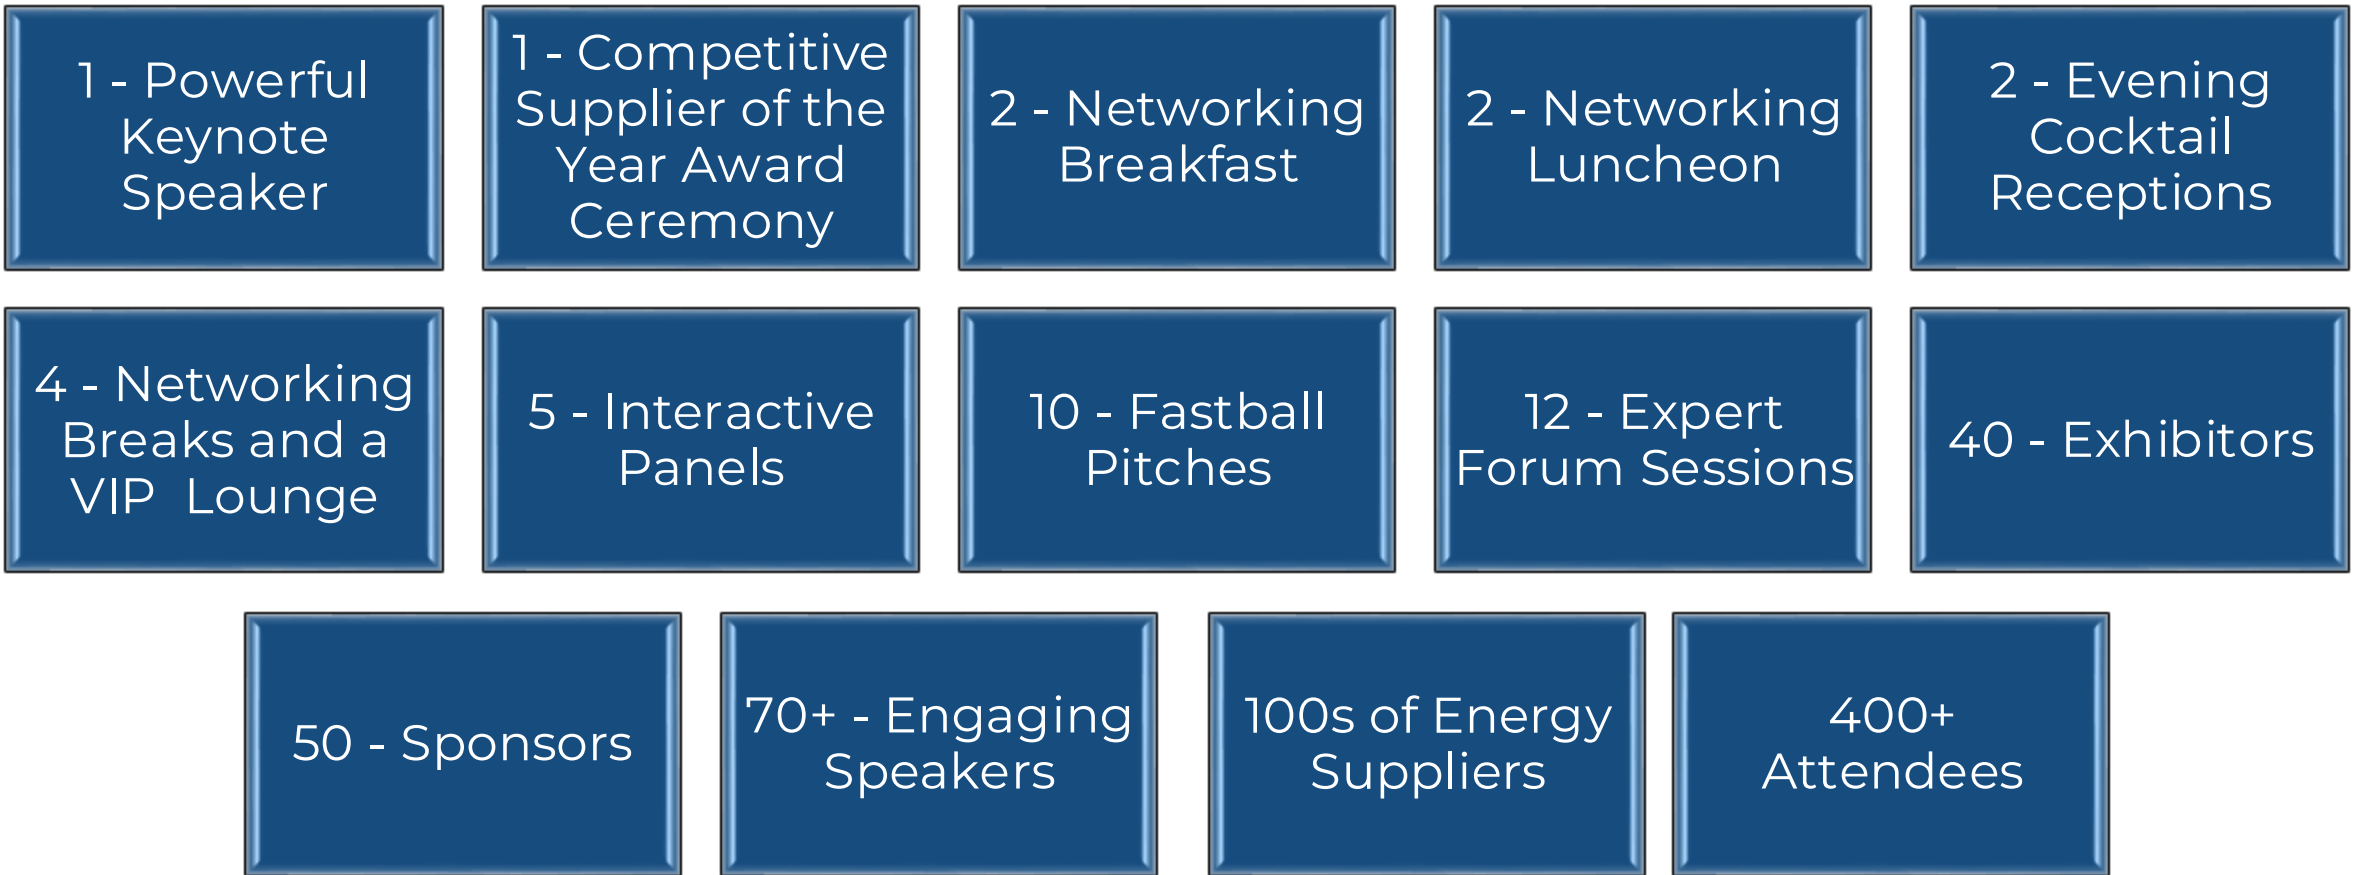 1 - Powerful
Keynote
Speaker
1 - Competitive
Supplier of the
Year Award
Ceremony
2 - Networking
Breakfast
2 - Networking
Luncheon
2 - Evening
Cocktail
Receptions
4 - Networking
Breaks and a
VIP  Lounge
5 - Interactive
Panels
10 - Fastball
Pitches
12 - Expert
Forum Sessions
40 - Exhibitors
50 - Sponsors
70+ - Engaging
Speakers
100s of Energy
Suppliers
400+
Attendees